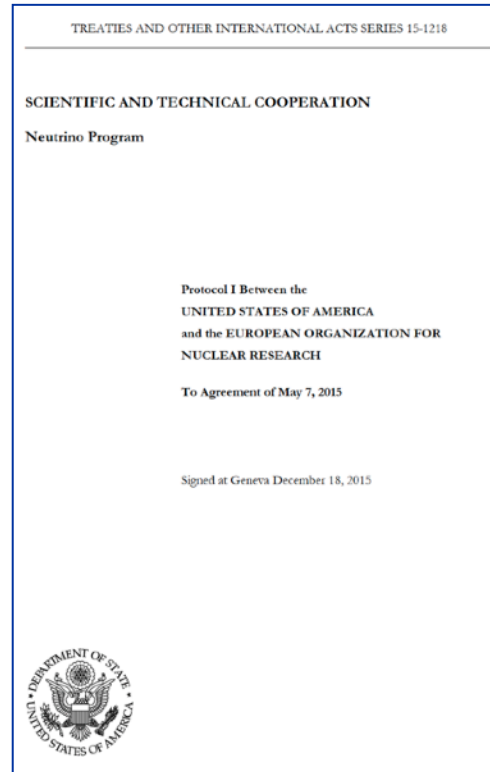 TREATIES AND OTHER INTERNATIONAL ACTS SERIES 15-1218
SCIENTIFIC AND TECHNICAL COOPERATION
Neutrino Program
Protocol I Between the
UNITED STATES OF AMERICA
and the EUROPEAN ORGANIZATION FOR
NUCLEAR RESEARCH
To Agreement of May 7, 2015
Signed at Geneva December 18, 2015
DEPARTMENT OF STATE
UNITED STATES OF AMERICA